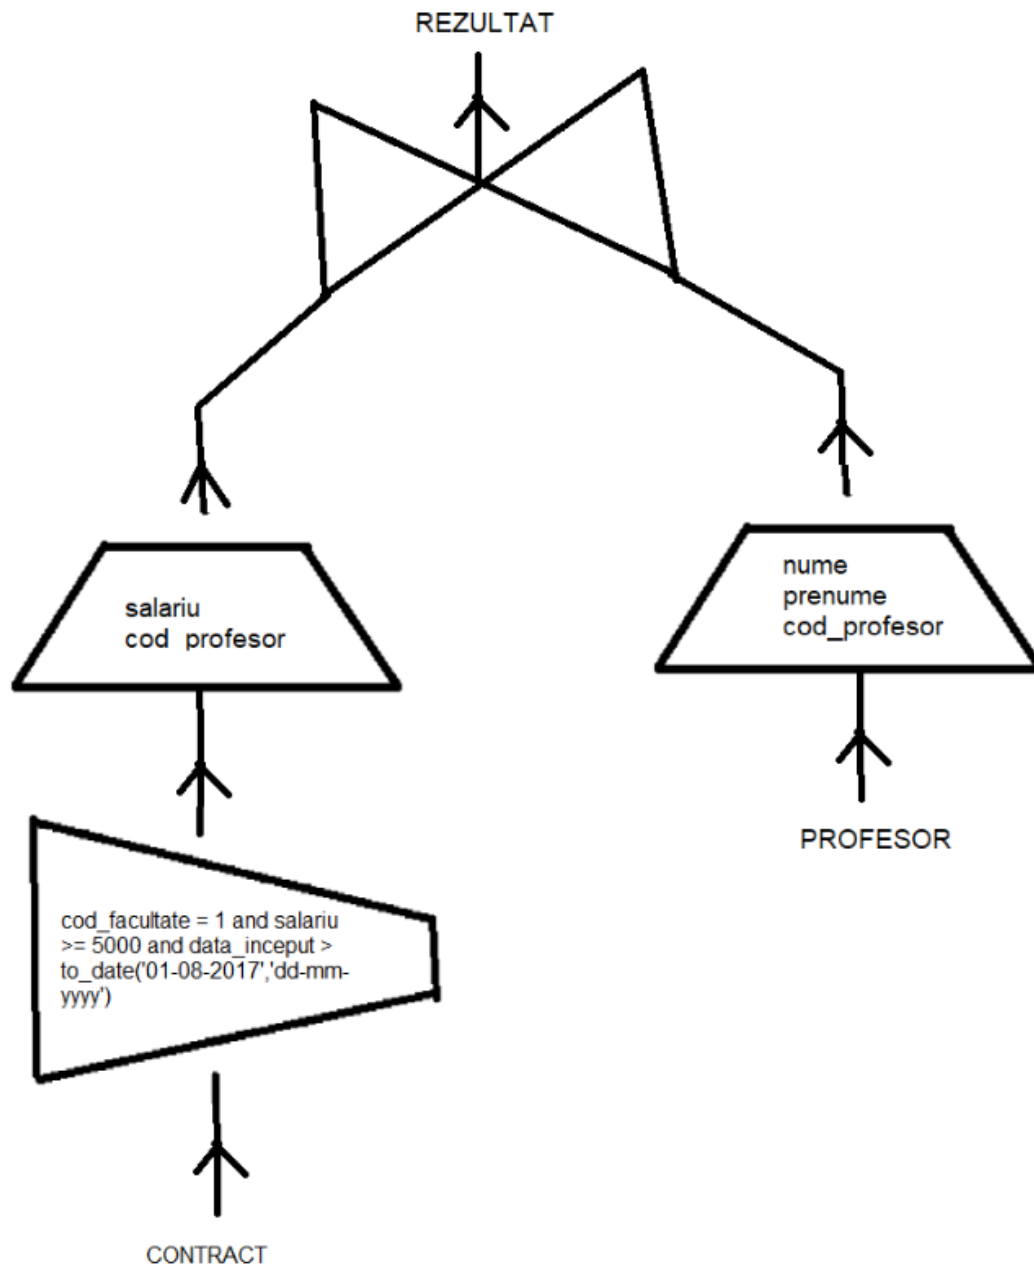 REZULTAT
nume
prenume
cod_profesor
salariu
cod profesor
PROFESOR
cod_facultate = 1 and salariu
>= 5000 and data_inceput >
to_date('01-08-2017','dd-mm-
yyyy')
CONTRACT